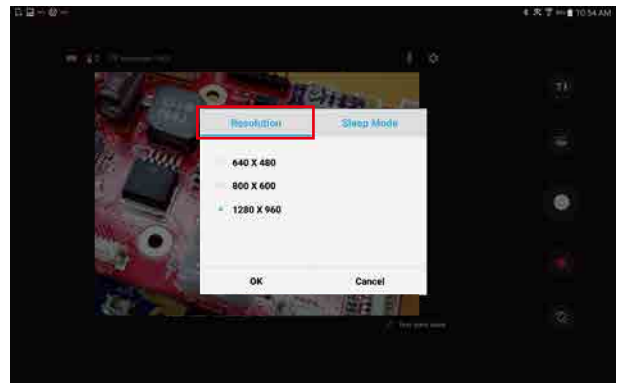 10:54 AM
Resolution
Sleep Mode
640 X 480
800 X 600
1280 X 960
OK
Cancel